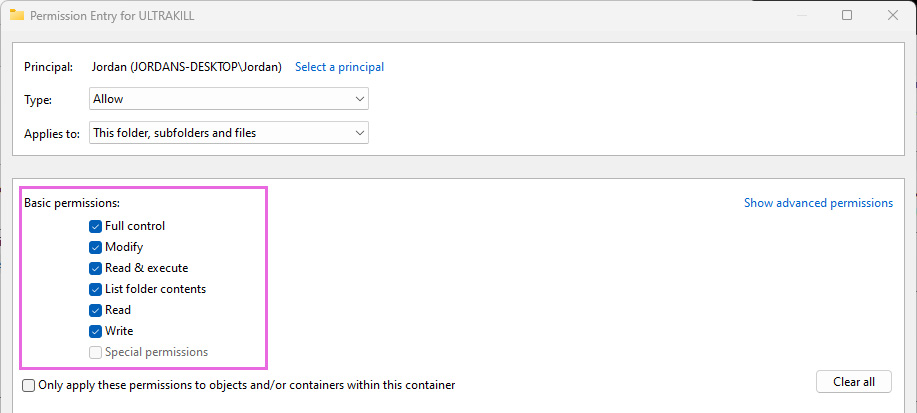 Permission Entry for ULTRAKILL
Principal: Jordan (JORDANS-DESKTOP\Jordan) Select a principal
Type: Allow
Applies to: This folder, subfolders and files
Basic permissions: Show advanced permissions
Full control
Modify
Read & execute
List folder contents
Read
Write
Special permissions
Only apply these permissions to objects and/or containers within this container
Clear all